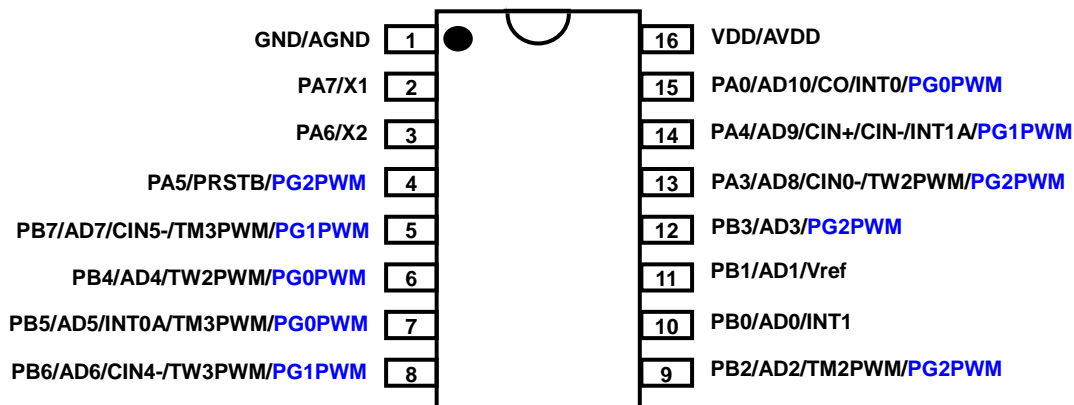 GND/AGND 1 16 VDD/AVDD
PA7/X1 2 15 PA0/AD10/CO/INT0/PG0PWM
PA6/X2 3 14 PA4/AD9/CIN+/CIN-/INT1A/PG1PWM
PA5/PRSTB/PG2PWM 4 13 PA3/AD8/CIN0-/TW2PWM/PG2PWM
PB7/AD7/CIN5-/TM3PWM/PG1PWM 5 12 PB3/AD3/PG2PWM
PB4/AD4/TW2PWM/PG0PWM 6 11 PB1/AD1/Vref
PB5/AD5/INT0A/TM3PWM/PG0PWM 7 10 PB0/AD0/INT1
PB6/AD6/CIN4-/TW3PWM/PG1PWM 8 9 PB2/AD2/TM2PWM/PG2PWM